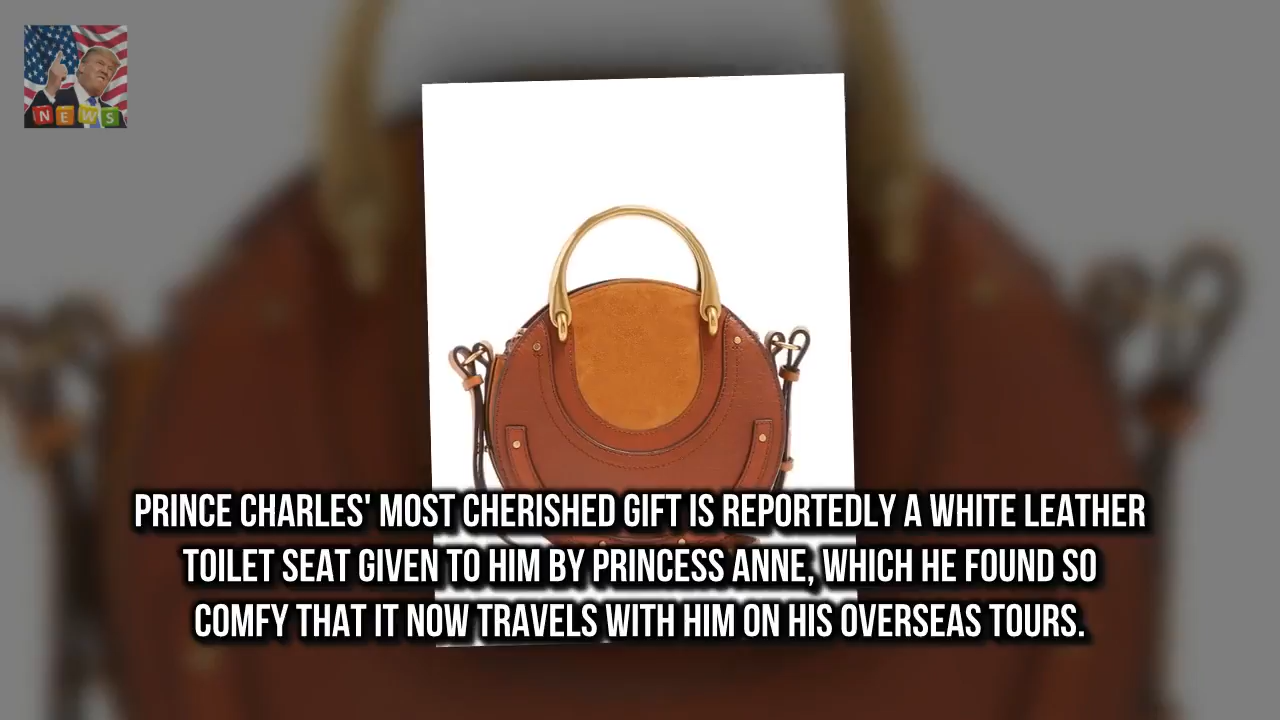 NEWS
PRINCE CHARLES' MOST CHERISHED GIFT IS REPORTEDLY A WHITE LEATHER
TOILET SEAT GIVEN TO HIM BY PRINCESS ANNE, WHICH HE FOUND SO
COMFY THAT IT NOW TRAVELS WITH HIM ON HIS OVERSEAS TOURS.